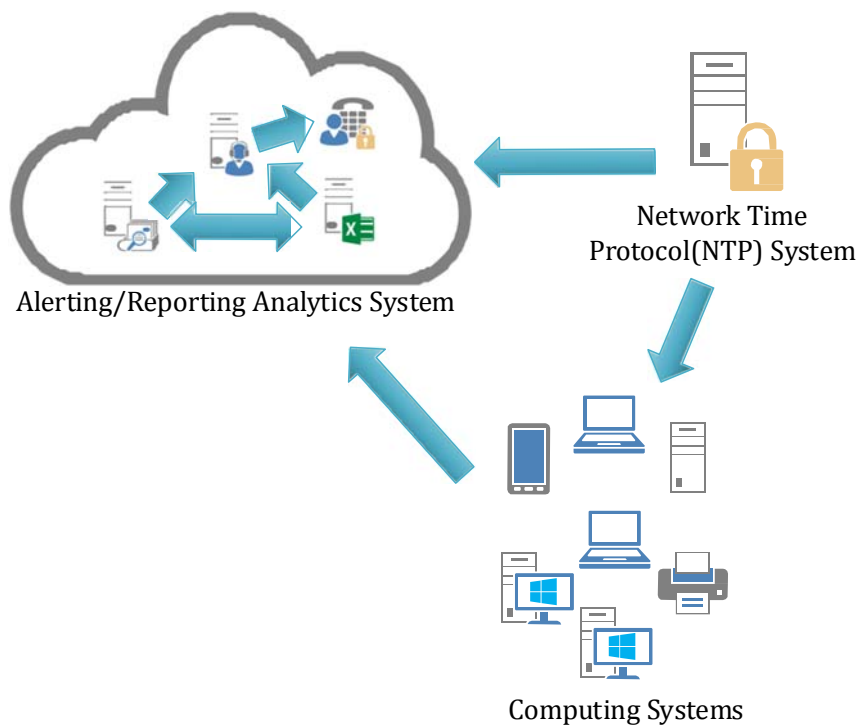 Network Time
Protocol(NTP) System
Alerting/Reporting Analytics System
Computing Systems